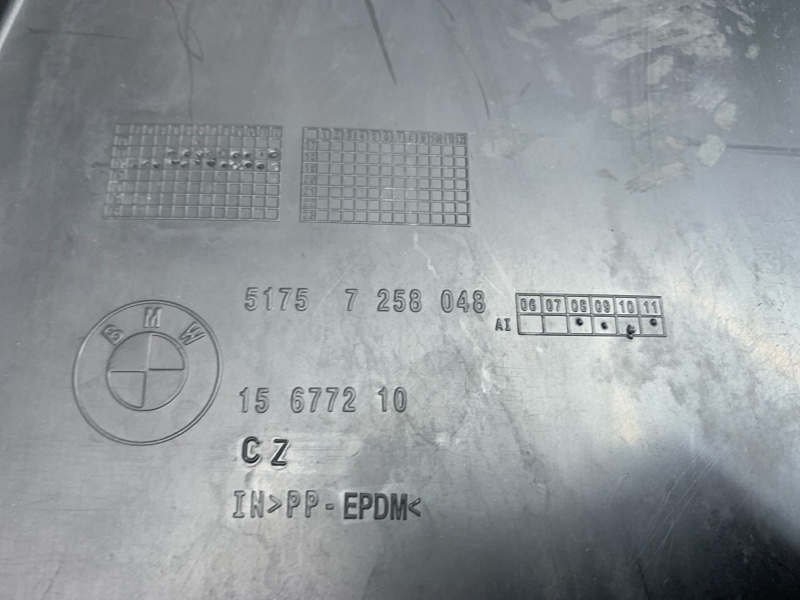 5175 7 258 048
06 07 08 09 10 11
AI
BMW
15 6772 10
CZ
IN>PP-EPDM<